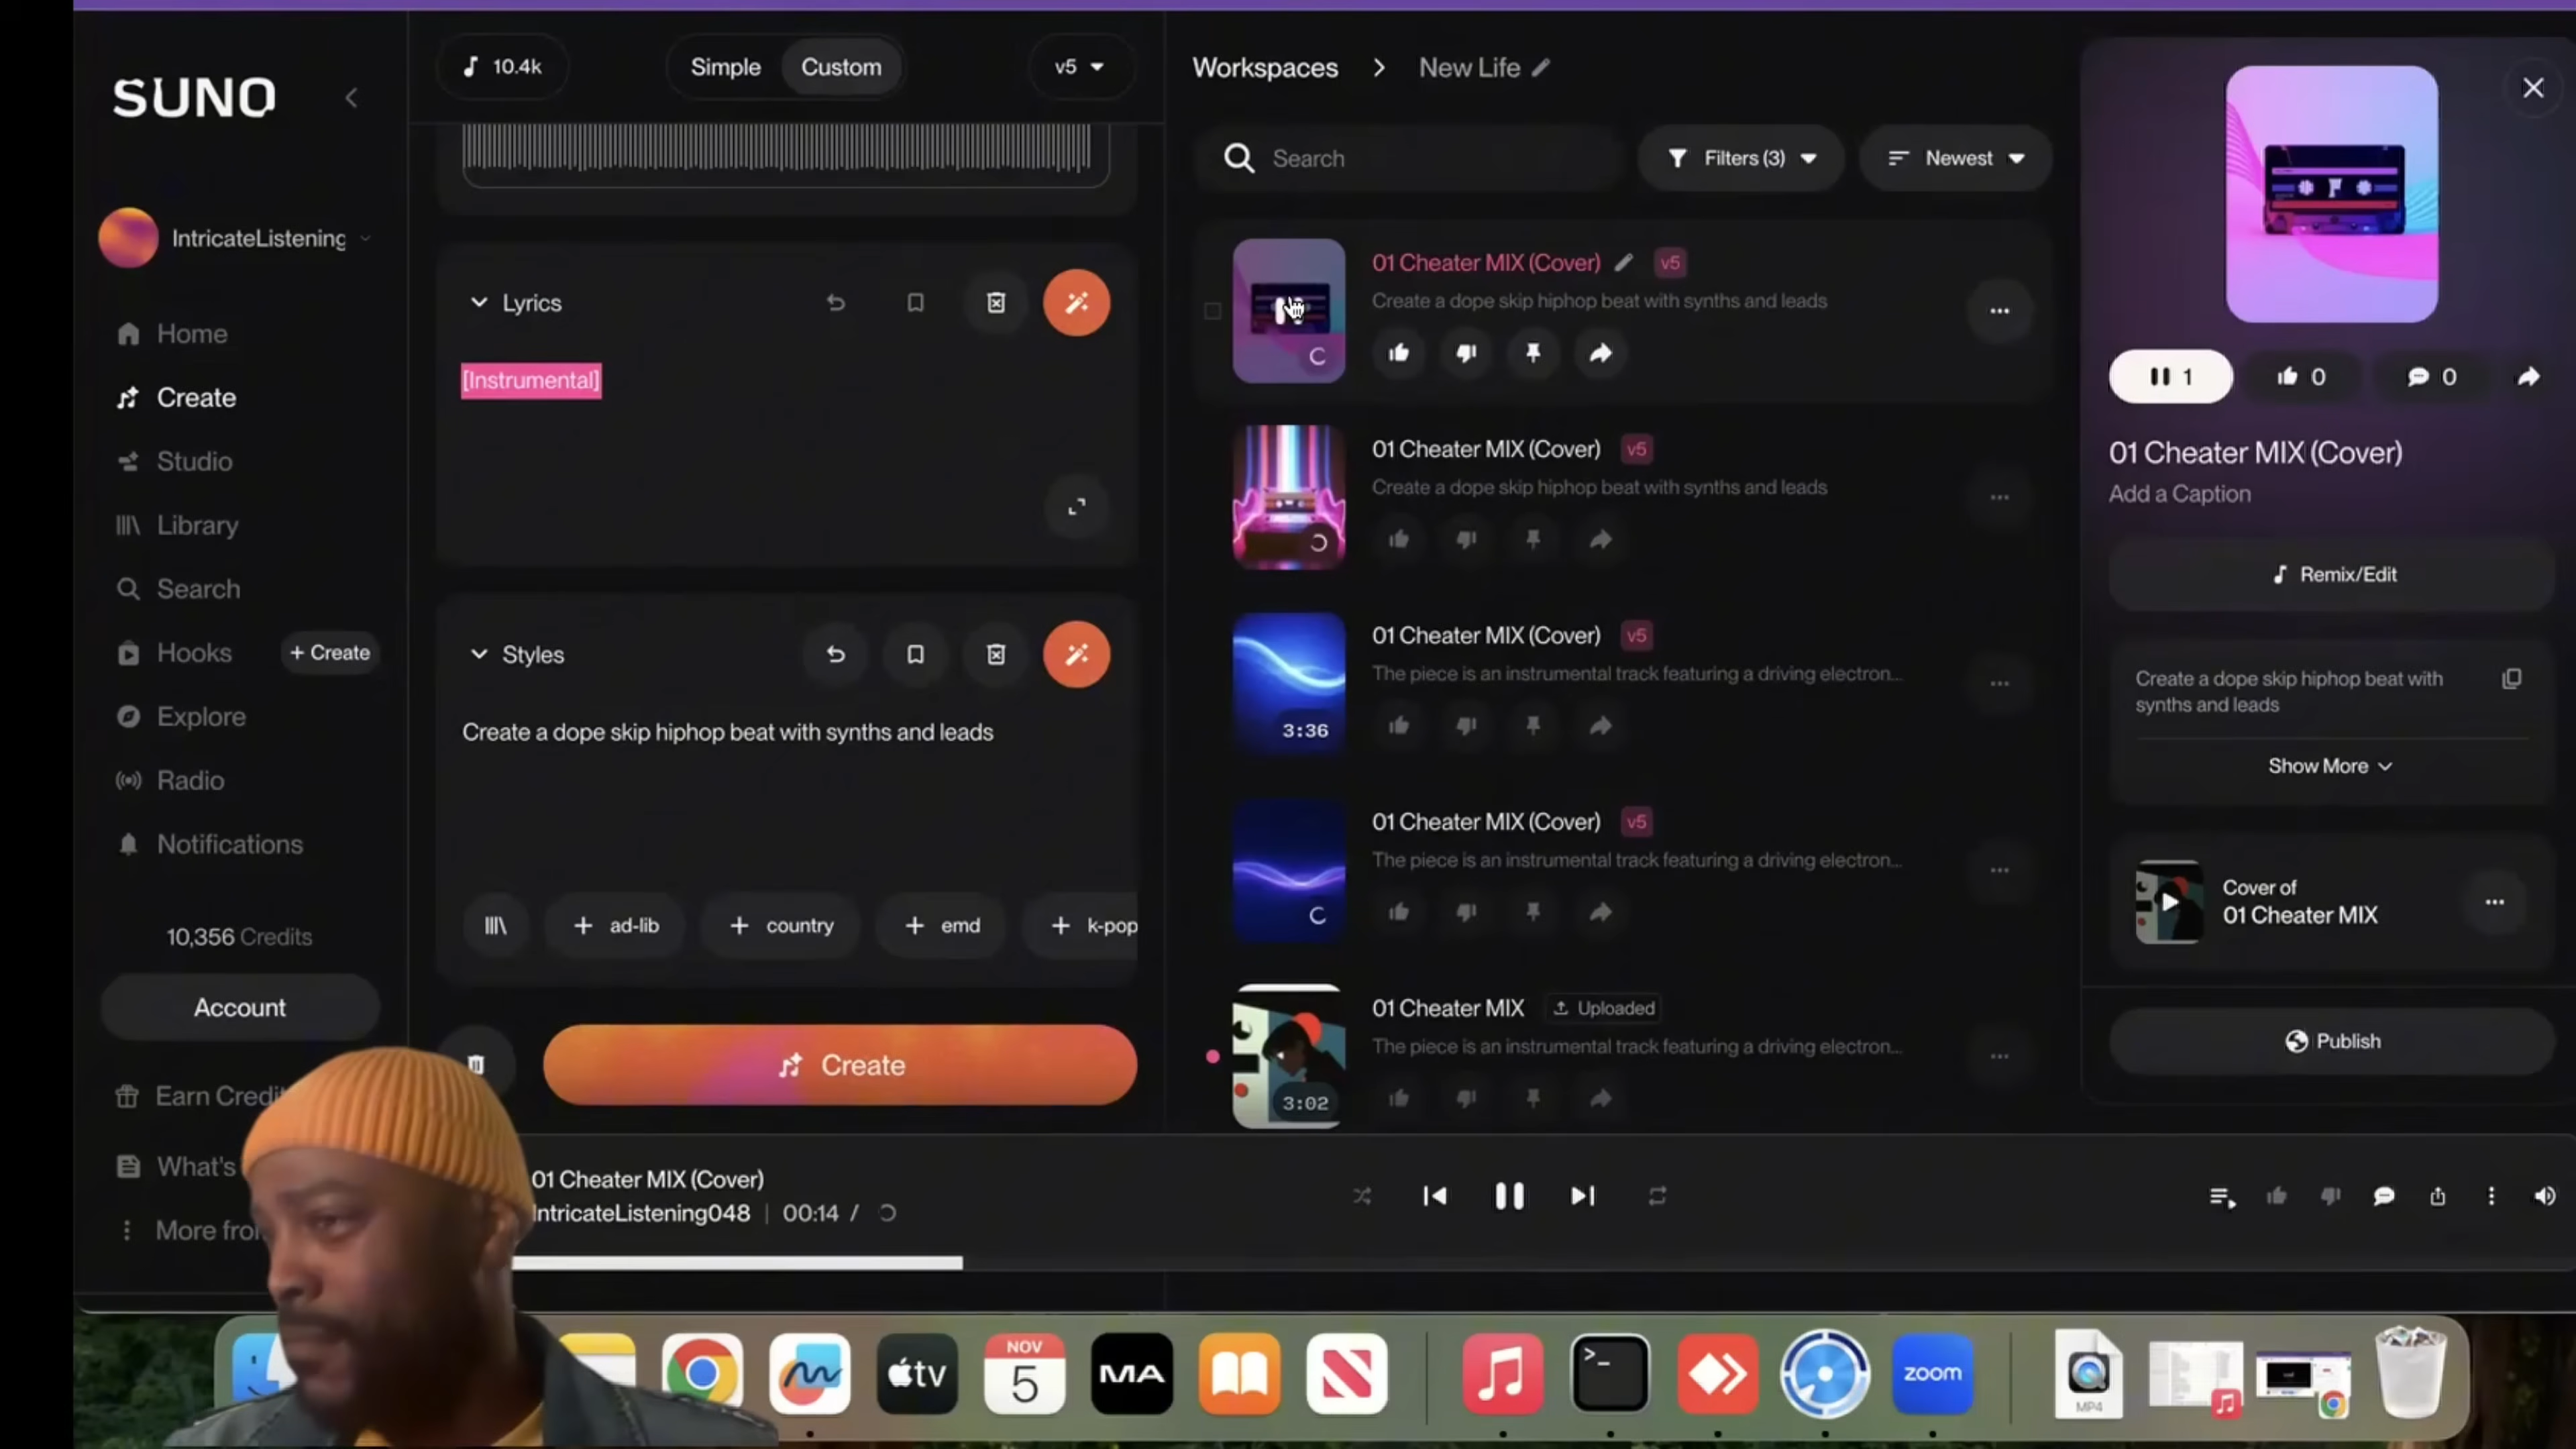 SUNO
IntricateListening
Home
Create
Studio
Library
Search
Hooks
+ Create
Explore
Radio
Notifications
10,356 Credits
Account
Earn Credit
What's
More from
10.4k
Simple
Custom
v5
Lyrics
[Instrumental]
Styles
Create a dope skip hiphop beat with synths and leads
+ ad-lib
+ country
+ emd
+ k-pop
Create
Workspaces > New Life
Search
Filters (3)
Newest
01 Cheater MIX (Cover) v5
Create a dope skip hiphop beat with synths and leads
01 Cheater MIX (Cover) v5
Create a dope skip hiphop beat with synths and leads
01 Cheater MIX (Cover) v5
The piece is an instrumental track featuring a driving electron...
3:36
01 Cheater MIX (Cover) v5
The piece is an instrumental track featuring a driving electron...
01 Cheater MIX Uploaded
The piece is an instrumental track featuring a driving electron...
3:02
1
0
0
01 Cheater MIX (Cover)
Add a Caption
Remix/Edit
Create a dope skip hiphop beat with
synths and leads
Show More
Cover of
01 Cheater MIX
Publish
01 Cheater MIX (Cover)
IntricateListening048 | 00:14 /
tv
NOV
5
MA
>_
zoom
MP4